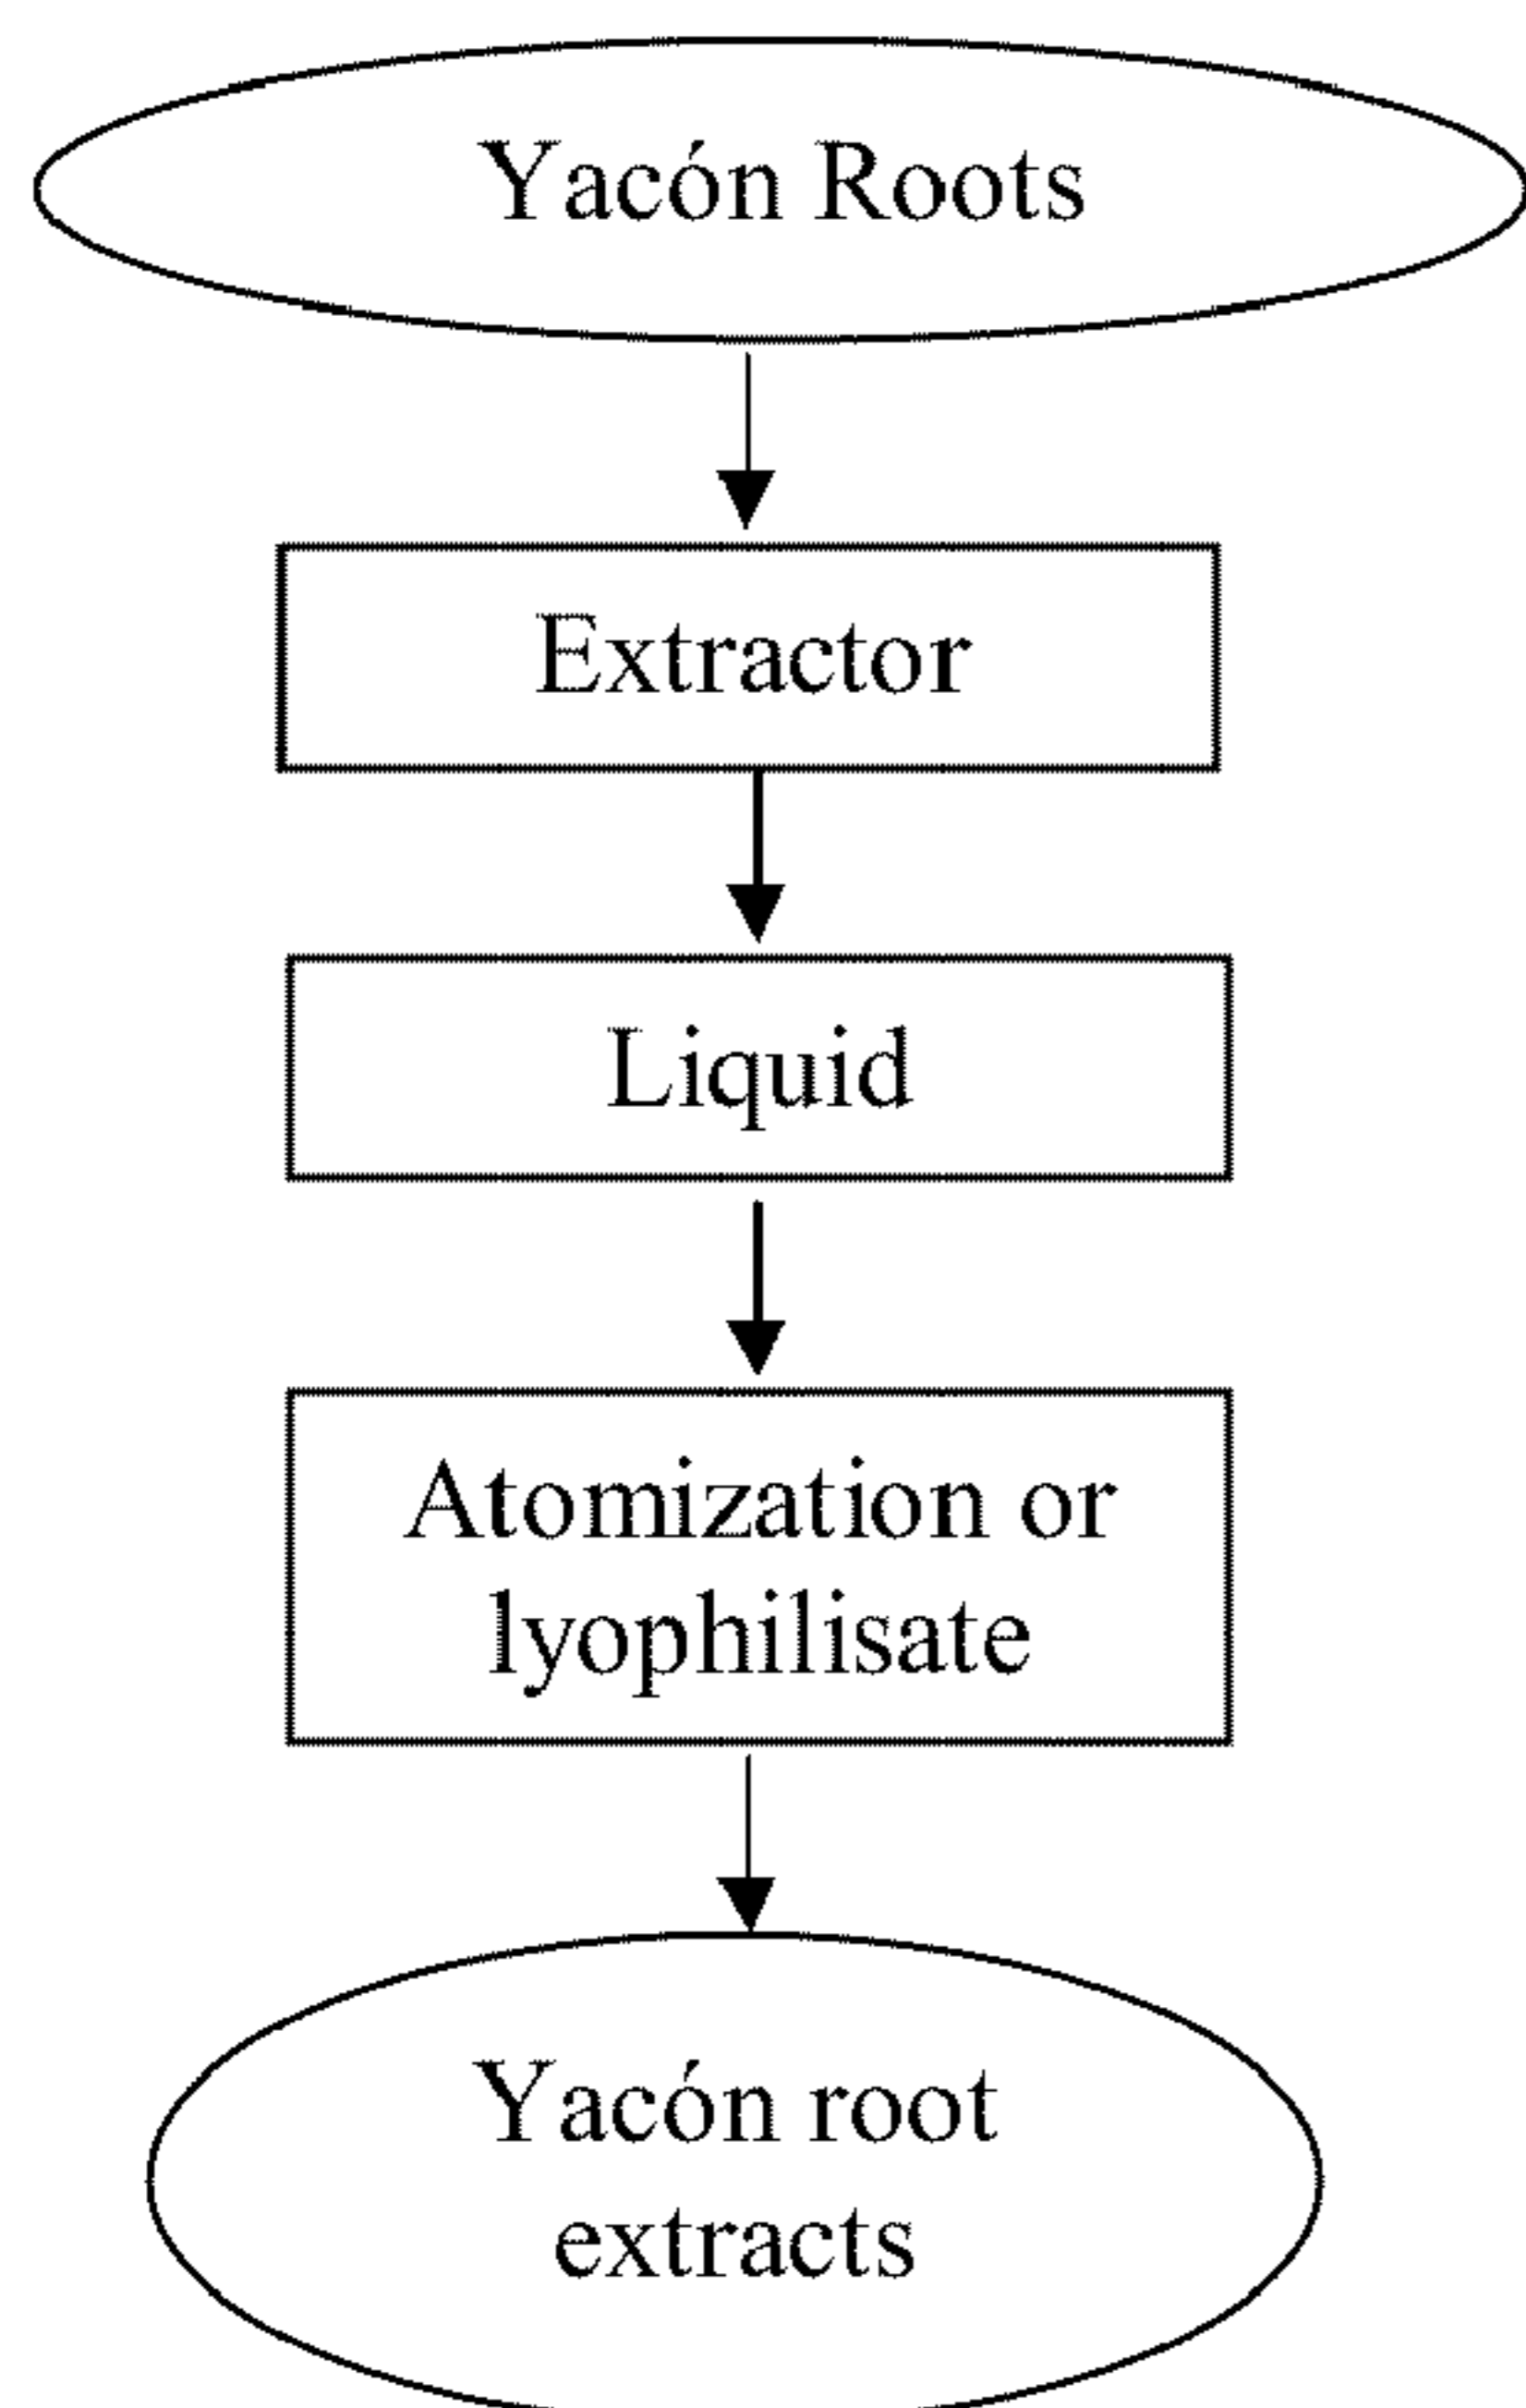 Yacón Roots
Extractor
Liquid
Atomization or
lyophilisate
Yacón root
extracts